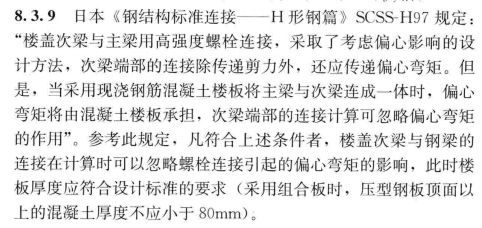 8.3.9 日本《钢结构标准连接——H 形钢篇》SCSS-H97 规定：
“楼盖次梁与主梁用高强度螺栓连接，采取了考虑偏心影响的设
计方法，次梁端部的连接除传递剪力外，还应传递偏心弯矩。但
是，当采用现浇钢筋混凝土楼板将主梁与次梁连成一体时，偏心
弯矩将由混凝土楼板承担，次梁端部的连接计算可忽略偏心弯矩
的作用”。参考此规定，凡符合上述条件者，楼盖次梁与钢梁的
连接在计算时可以忽略螺栓连接引起的偏心弯矩的影响，此时楼
板厚度应符合设计标准的要求（采用组合板时，压型钢板顶面以
上的混凝土厚度不应小于 80mm）。